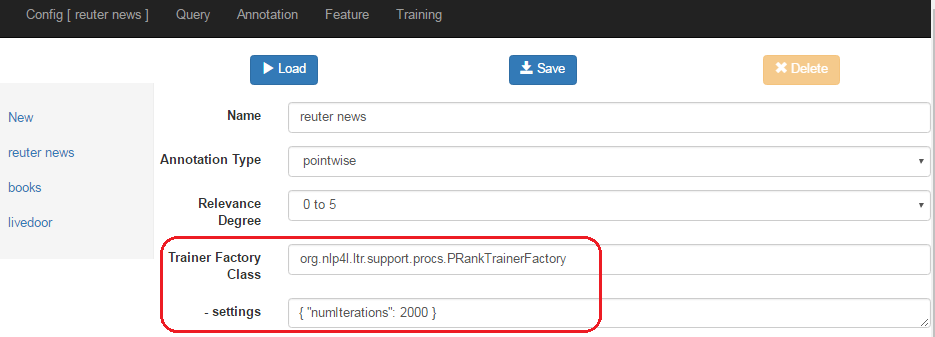 Config [ reuter news ] Query Annotation Feature Training
Load Save Delete
New
reuter news
books
livedoor
Name reuter news
Annotation Type pointwise
Relevance Degree 0 to 5
Trainer Factory Class org.nlp4l.ltr.support.procs.PRankTrainerFactory
- settings { "numIterations": 2000 }